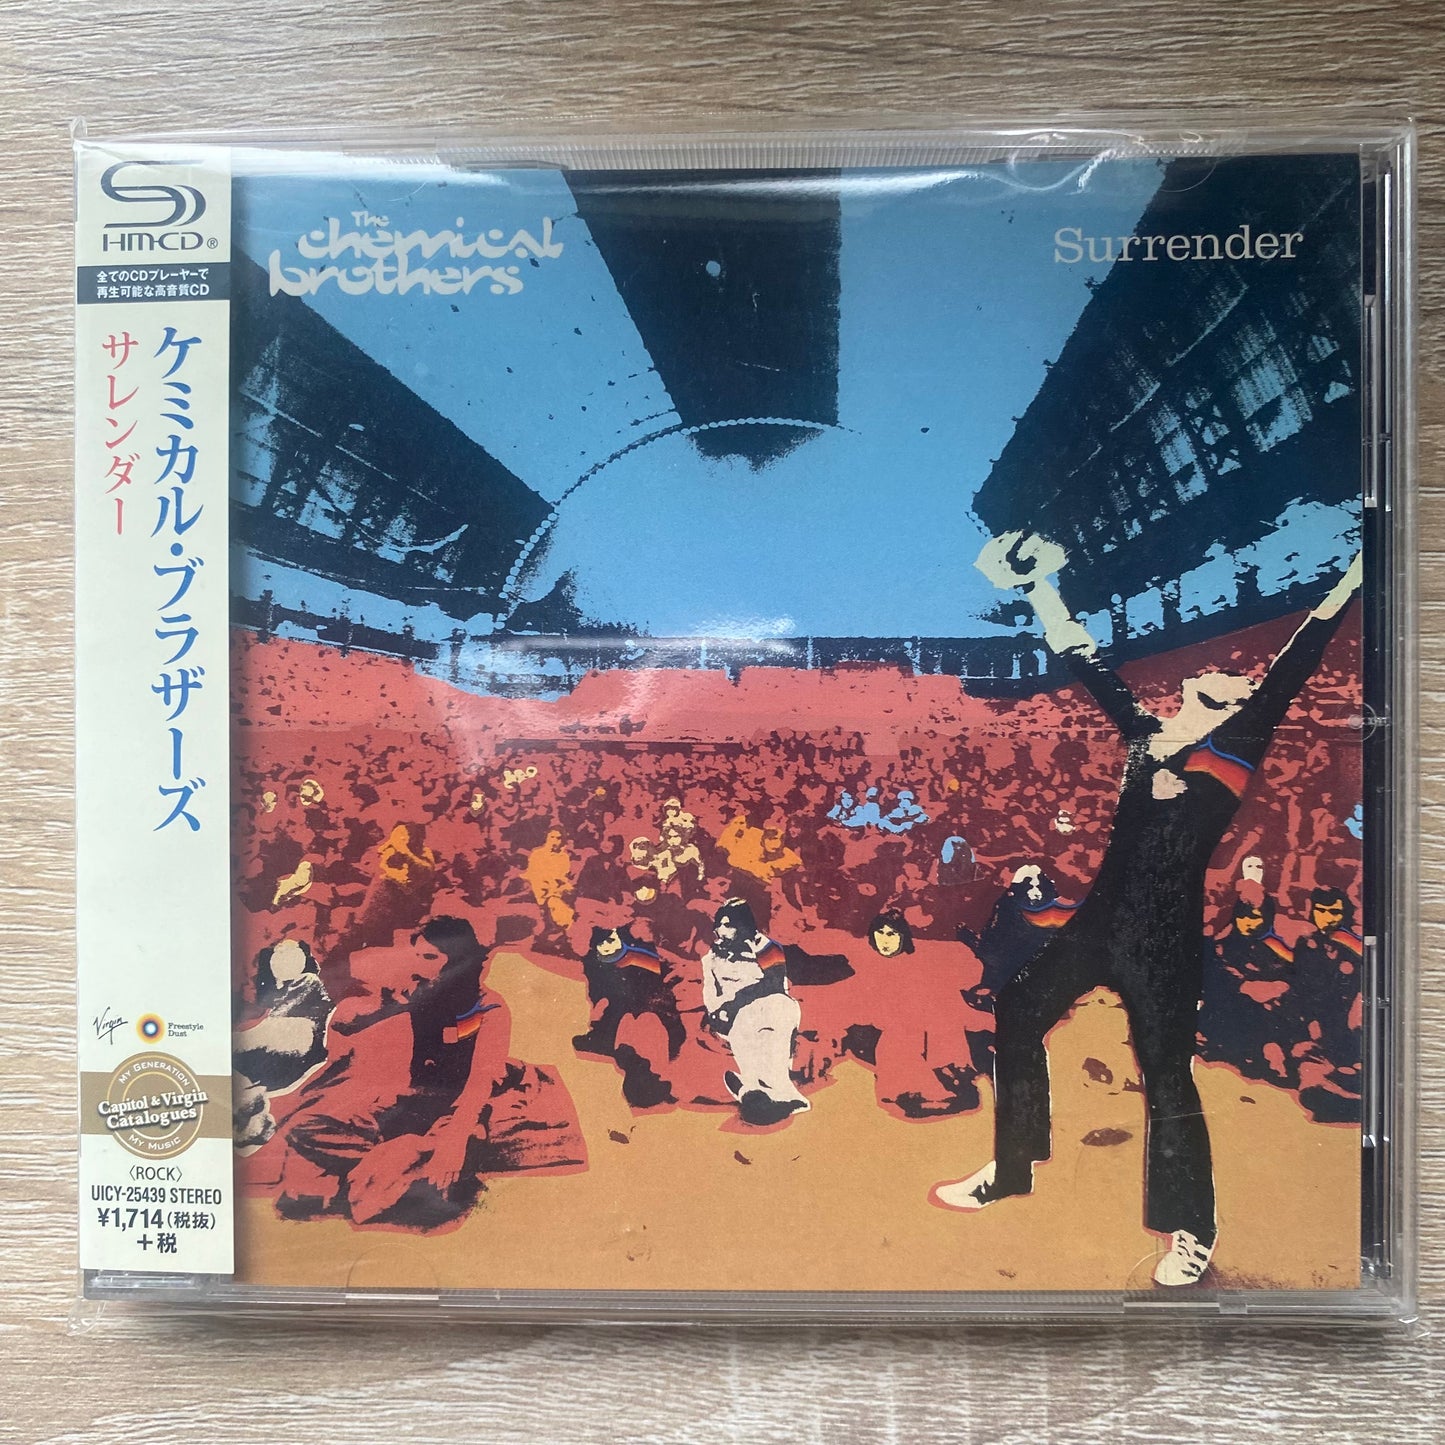 SHM-CD®
全てのCDプレーヤーで
再生可能な高音質CD
ケミカル・ブラザーズ
サレンダー
Virgin
Freestyle
Dust
MY GENERATION
Capitol & Virgin
Catalogues
MY MUSIC
〈ROCK〉
UICY-25439 STEREO
¥1,714(税抜)
+税
The
chemical
brothers
Surrender